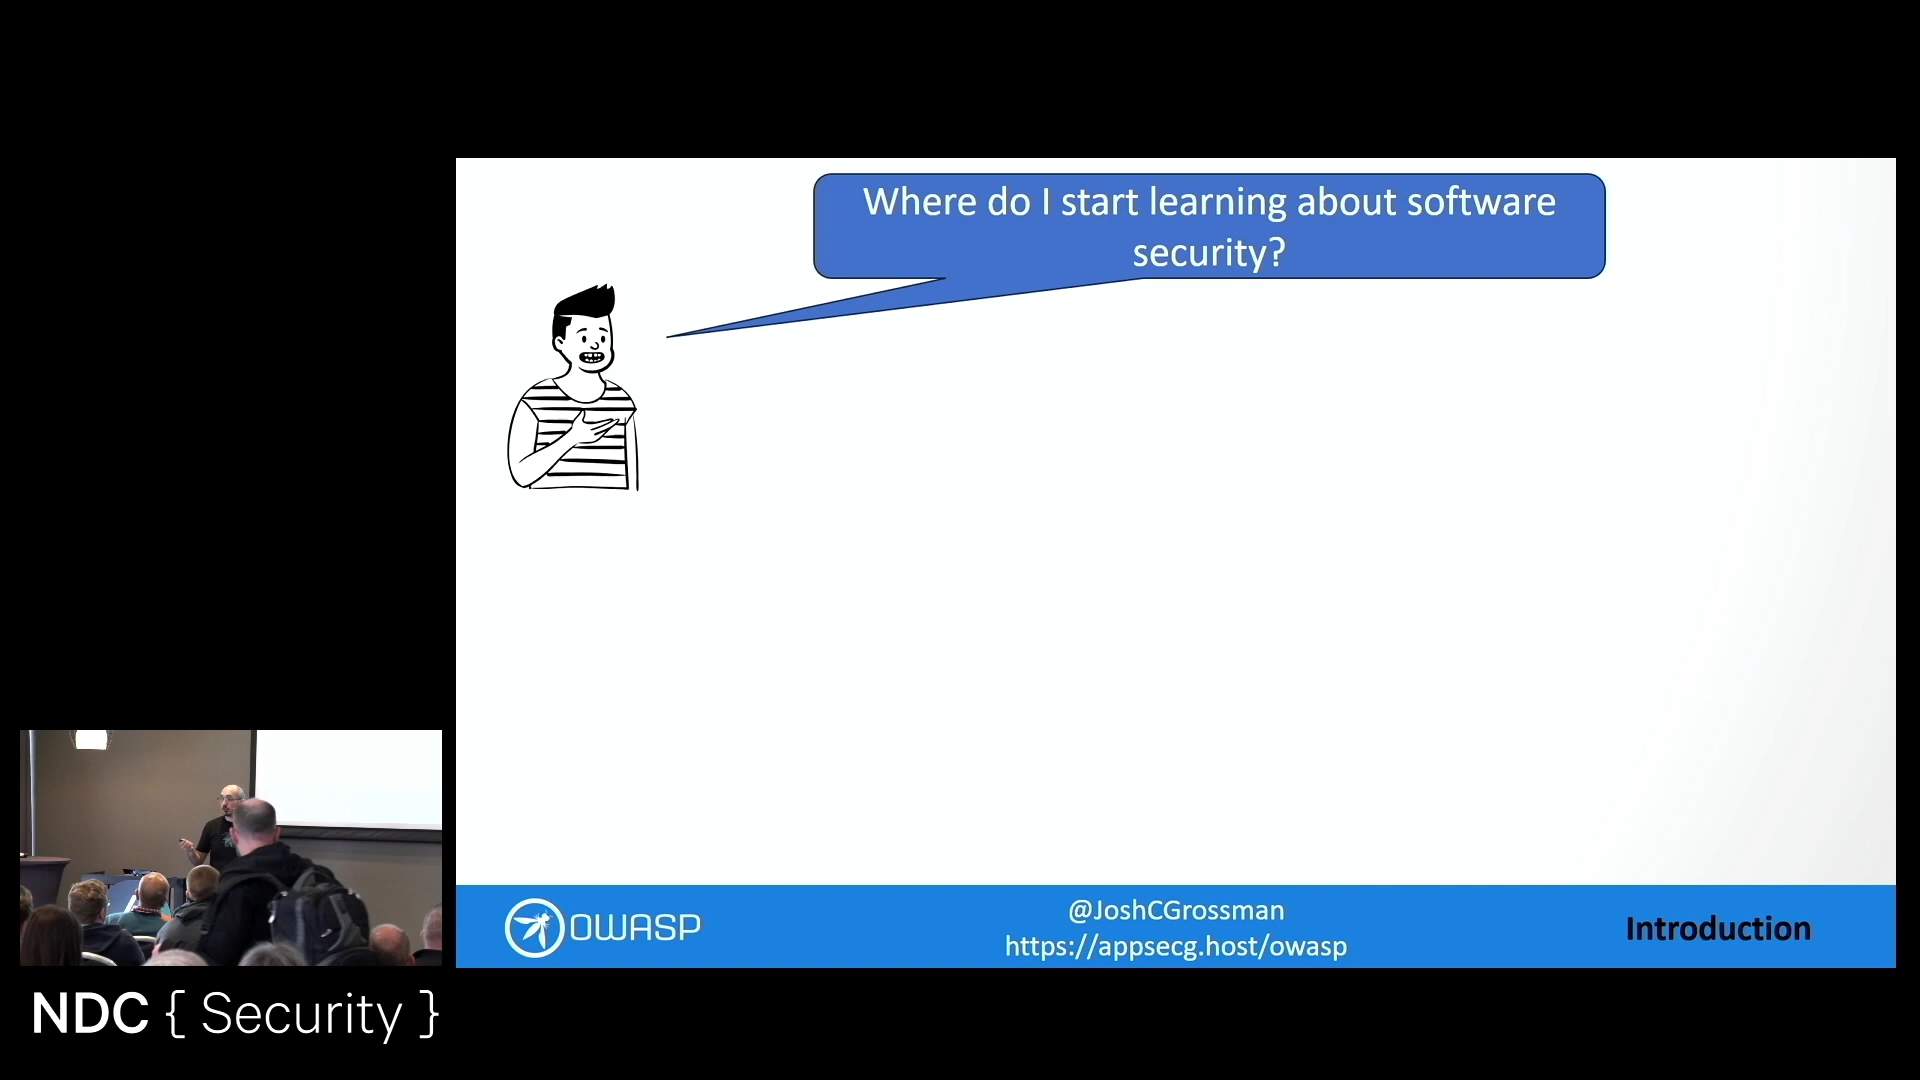 Where do I start learning about software
security?
OWASP
@JoshCGrossman
https://appsecg.host/owasp
Introduction
NDC { Security }